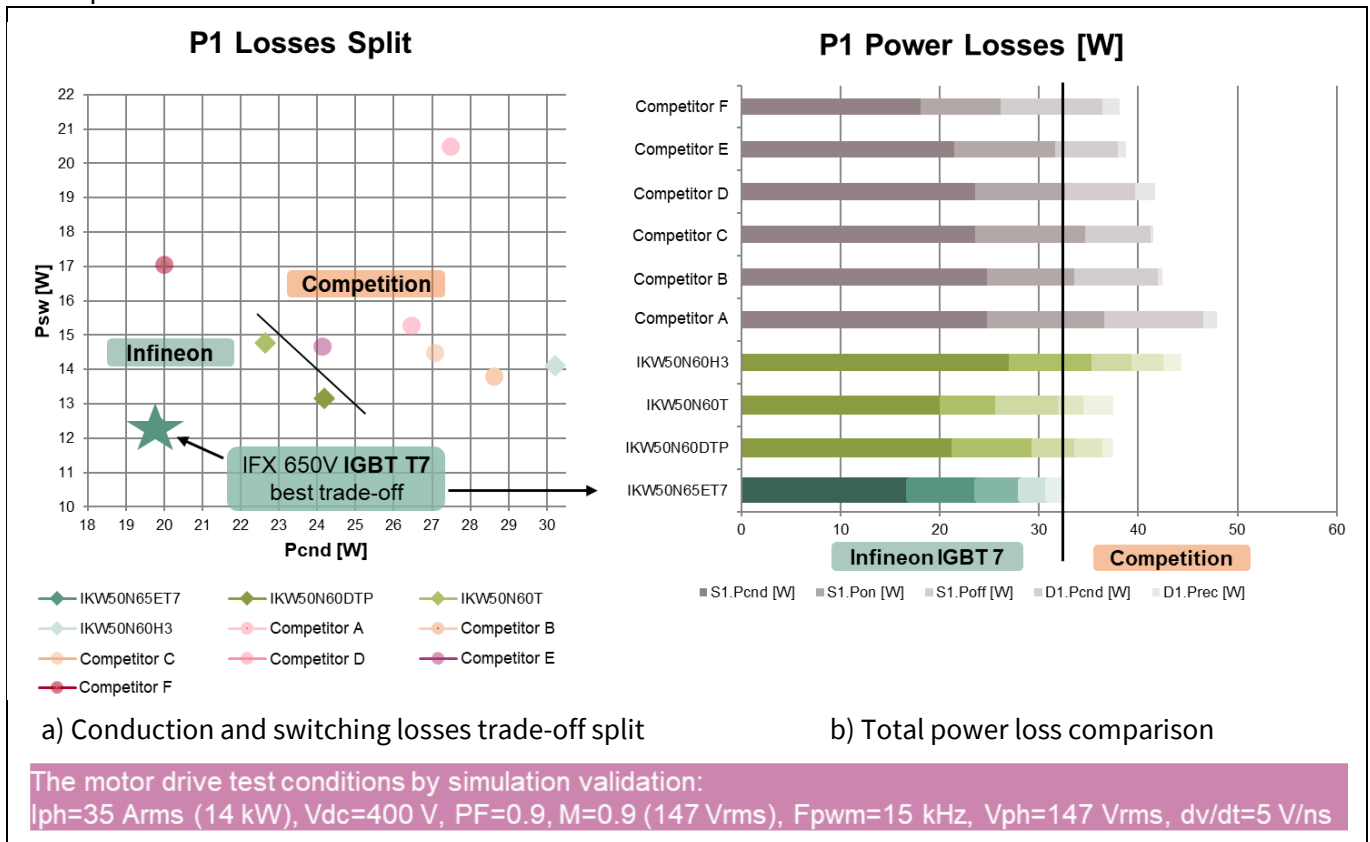 P1 Losses Split
22
21
20
19
18
17
16
15
14
13
12
11
10
Psw [W]
18 19 20 21 22 23 24 25 26 27 28 29 30
Pcnd [W]
Competition
Infineon
IFX 650V IGBT T7
best trade-off
IKW50N65ET7 IKW50N60DTP IKW50N60T
IKW50N60H3 Competitor A Competitor B
Competitor C Competitor D Competitor E
Competitor F
a) Conduction and switching losses trade-off split
P1 Power Losses [W]
Competitor F
Competitor E
Competitor D
Competitor C
Competitor B
Competitor A
IKW50N60H3
IKW50N60T
IKW50N60DTP
IKW50N65ET7
0 10 20 30 40 50 60
Infineon IGBT 7 Competition
S1.Pcnd [W] S1.Pon [W] S1.Poff [W] D1.Pcnd [W] D1.Prec [W]
b) Total power loss comparison
The motor drive test conditions by simulation validation:
Iph=35 Arms (14 kW), Vdc=400 V, PF=0.9, M=0.9 (147 Vrms), Fpwm=15 kHz, Vph=147 Vrms, dv/dt=5 V/ns